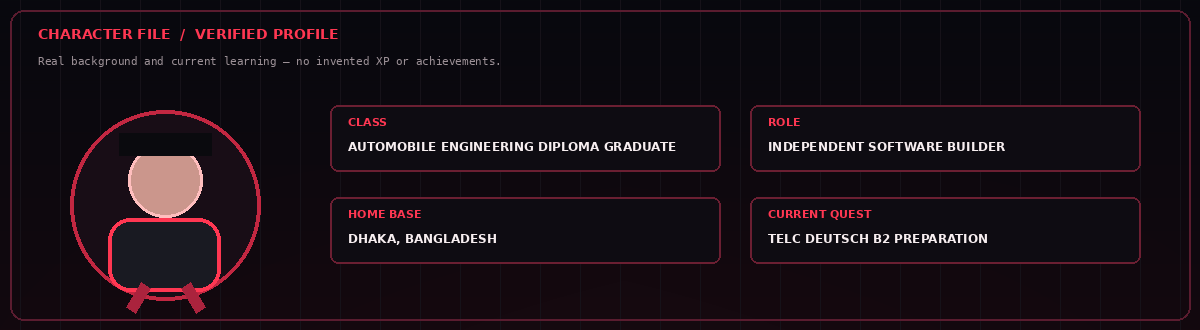 CHARACTER FILE / VERIFIED PROFILE
Real background and current learning — no invented XP or achievements.
CLASS
AUTOMOBILE ENGINEERING DIPLOMA GRADUATE
ROLE
INDEPENDENT SOFTWARE BUILDER
HOME BASE
DHAKA, BANGLADESH
CURRENT QUEST
TELC DEUTSCH B2 PREPARATION